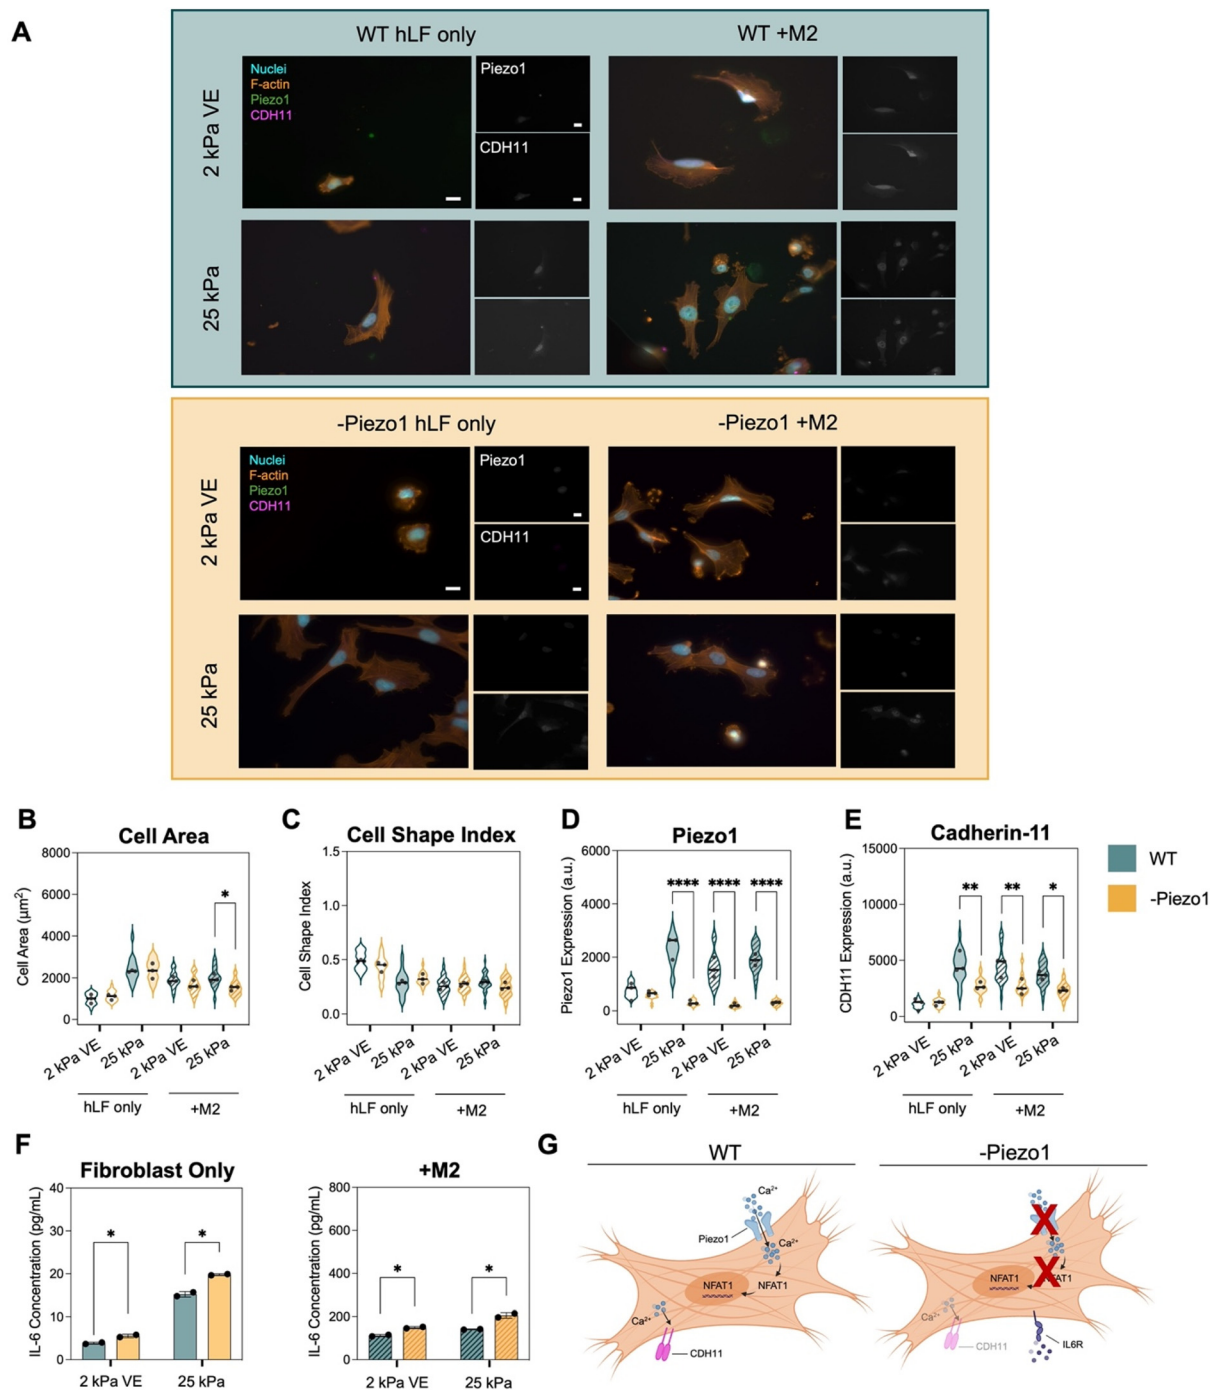 A
WT hLF only
WT +M2
2 kPa VE
Nuclei
F-actin
Piezo1
CDH11
Piezo1
CDH11
25 kPa
-Piezo1 hLF only
-Piezo1 +M2
2 kPa VE
Nuclei
F-actin
Piezo1
CDH11
Piezo1
CDH11
25 kPa
B
Cell Area
Cell Area (µm²)
8000
6000
4000
2000
0
*
2 kPa VE
25 kPa
2 kPa VE
25 kPa
hLF only
+M2
C
Cell Shape Index
Cell Shape Index
1.5
1.0
0.5
0.0
2 kPa VE
25 kPa
2 kPa VE
25 kPa
hLF only
+M2
D
Piezo1
Piezo1 Expression (a.u.)
6000
4000
2000
0
**** **** ****
2 kPa VE
25 kPa
2 kPa VE
25 kPa
hLF only
+M2
E
Cadherin-11
CDH11 Expression (a.u.)
15000
10000
5000
0
** ** *
2 kPa VE
25 kPa
2 kPa VE
25 kPa
hLF only
+M2
WT
-Piezo1
F
Fibroblast Only
IL-6 Concentration (pg/mL)
40
30
20
10
0
* *
2 kPa VE
25 kPa
+M2
IL-6 Concentration (pg/mL)
800
600
400
200
0
* *
2 kPa VE
25 kPa
G
WT
Ca²⁺
Piezo1
Ca²⁺
NFAT1
NFAT1
Ca²⁺
CDH11
-Piezo1
X
X
NFAT1
AT1
Ca²⁺
CDH11
IL6R